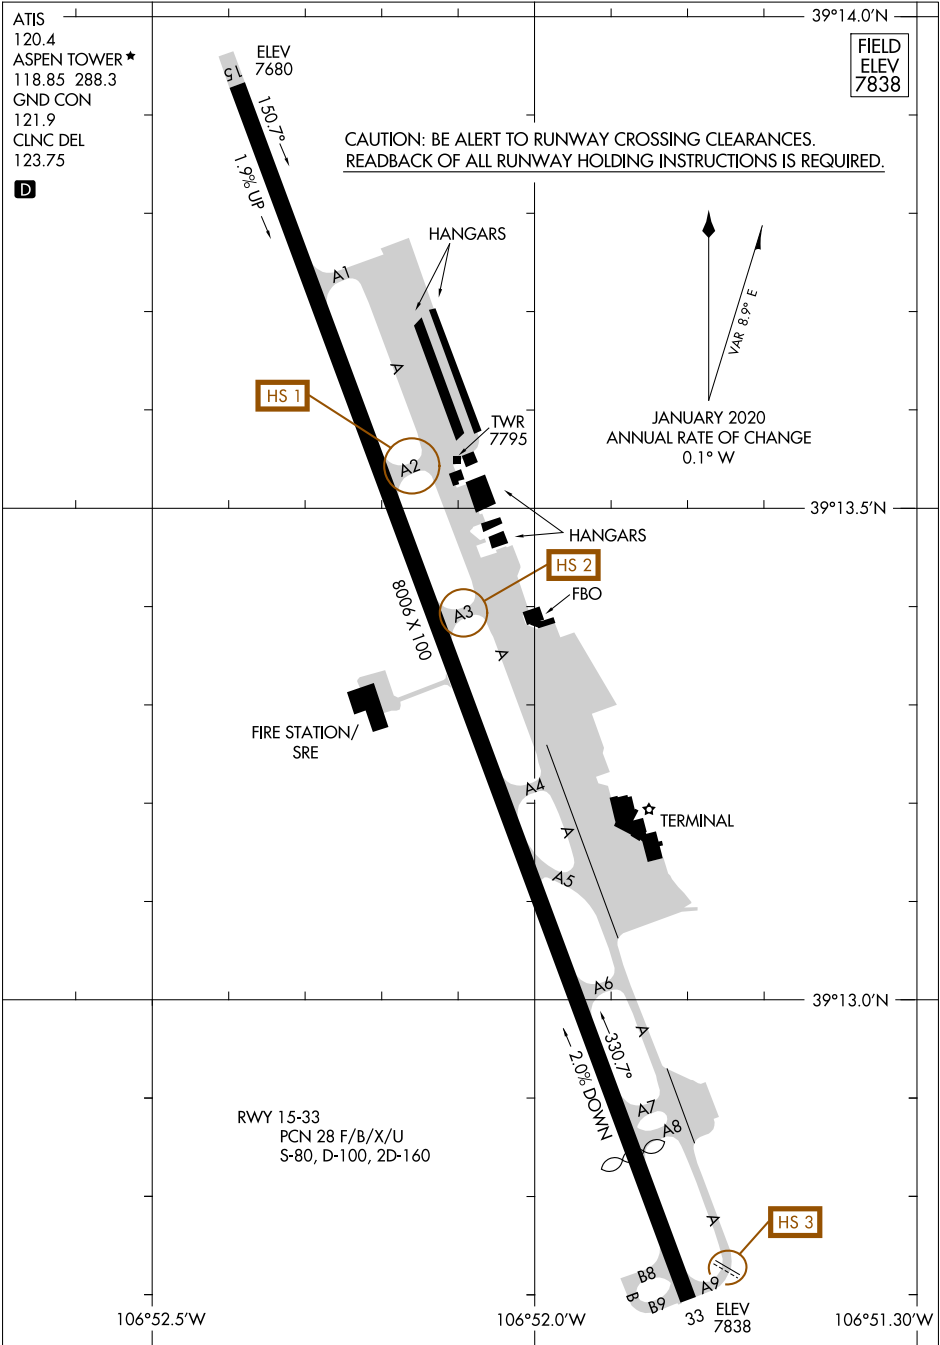 ATIS
120.4
ASPEN TOWER★
118.85 288.3
GND CON
121.9
CLNC DEL
123.75
D
39°14.0'N
FIELD
ELEV
7838
15
ELEV
7680
150.7°
1.9% UP
CAUTION: BE ALERT TO RUNWAY CROSSING CLEARANCES.
READBACK OF ALL RUNWAY HOLDING INSTRUCTIONS IS REQUIRED.
HANGARS
A1
VAR 8.9° E
JANUARY 2020
ANNUAL RATE OF CHANGE
0.1° W
A
HS 1
TWR
7795
A2
39°13.5'N
HANGARS
HS 2
FBO
A3
8006 X 100
A
FIRE STATION/
SRE
A4
TERMINAL
A
A5
A6
39°13.0'N
A
330.7°
2.0% DOWN
A7
A8
RWY 15-33
PCN 28 F/B/X/U
S-80, D-100, 2D-160
A
HS 3
B8
B
B9
A9
33
ELEV
7838
106°52.5'W
106°52.0'W
106°51.30'W